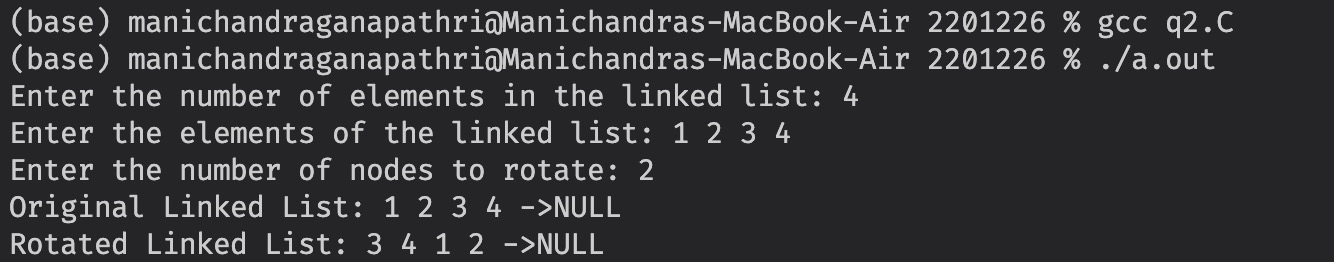 (base) manichandraganapathri@Manichandras-MacBook-Air 2201226 % gcc q2.C
(base) manichandraganapathri@Manichandras-MacBook-Air 2201226 % ./a.out
Enter the number of elements in the linked list: 4
Enter the elements of the linked list: 1 2 3 4
Enter the number of nodes to rotate: 2
Original Linked List: 1 2 3 4 ->NULL
Rotated Linked List: 3 4 1 2 ->NULL